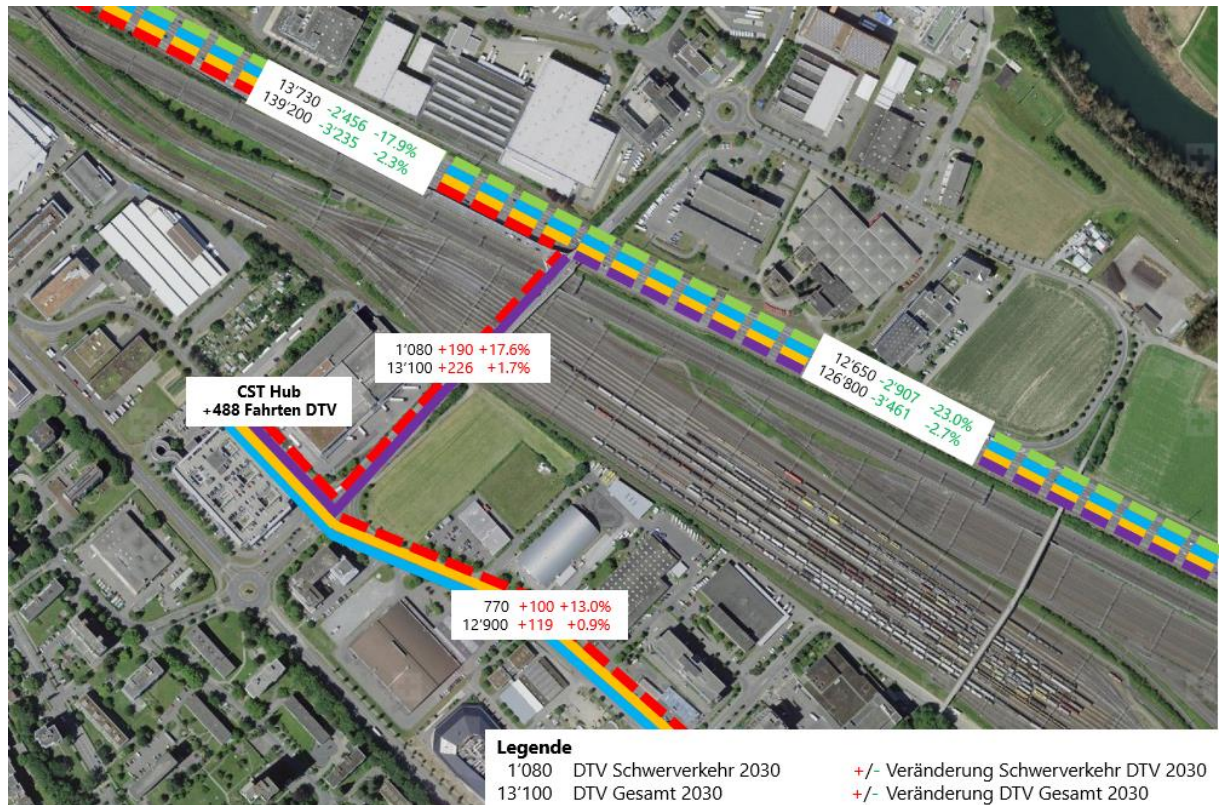 13'730 -2'456 -17.9%
139'200 -3'235 -2.3%
1'080 +190 +17.6%
13'100 +226 +1.7%
12'650 -2'907 -23.0%
126'800 -3'461 -2.7%
CST Hub
+488 Fahrten DTV
770 +100 +13.0%
12'900 +119 +0.9%
Legende
1'080 DTV Schwerverkehr 2030 +/- Veränderung Schwerverkehr DTV 2030
13'100 DTV Gesamt 2030 +/- Veränderung DTV Gesamt 2030